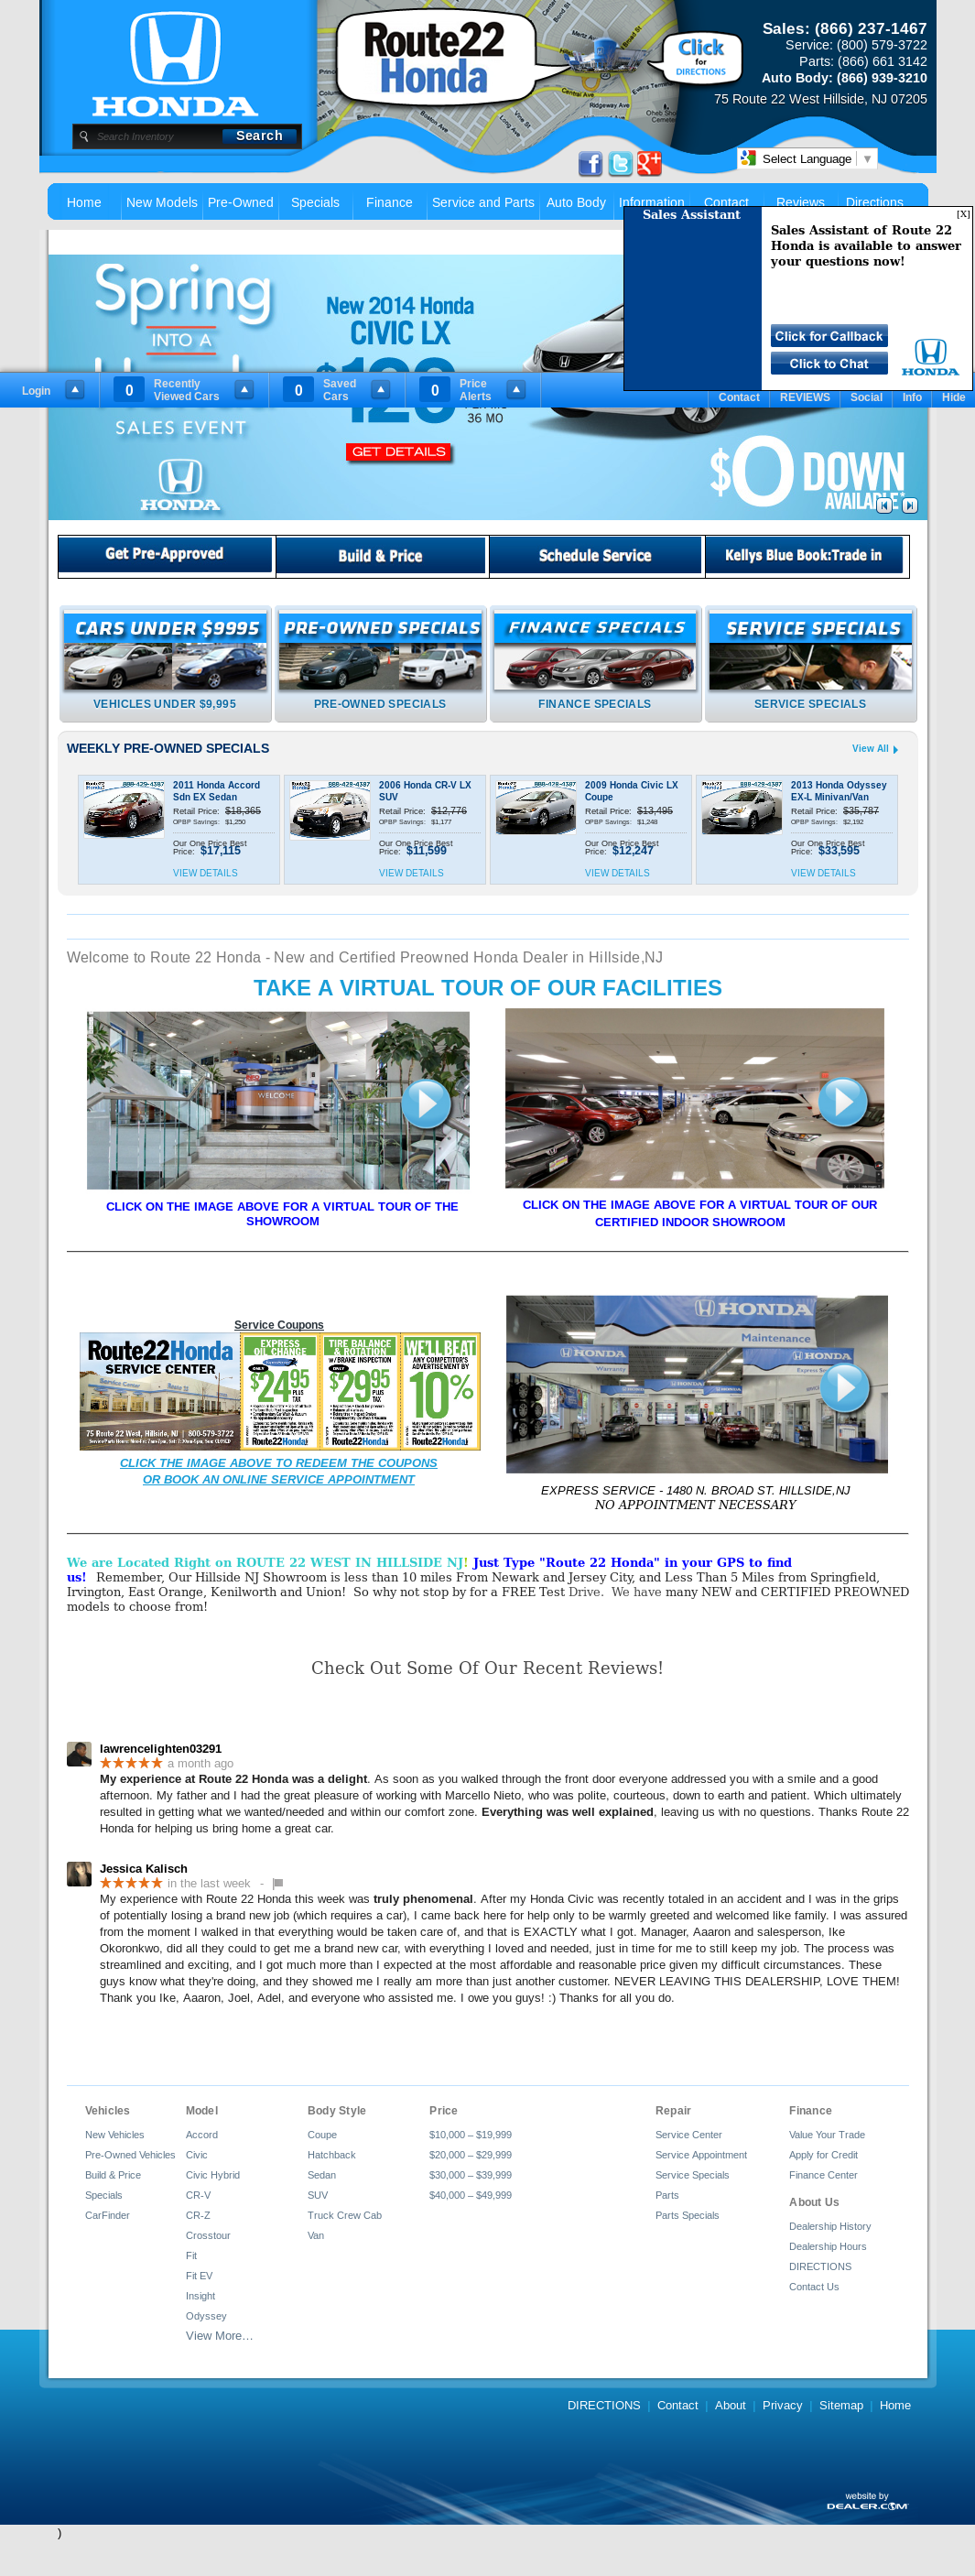 HONDA
Search Inventory
Search
Route22
Honda
Click
for
DIRECTIONS
Sales: (866) 237-1467
Service: (800) 579-3722
Parts: (866) 661 3142
Auto Body: (866) 939-3210
75 Route 22 West Hillside, NJ 07205
Select Language ▼
Home
New Models
Pre-Owned
Specials
Finance
Service and Parts
Auto Body
Information
Contact
Reviews
Directions
Sales Assistant
[X]
Sales Assistant of Route 22
Honda is available to answer
your questions now!
Click for Callback
Click to Chat
HONDA
Spring
INTO A
SALES EVENT
HONDA
New 2014 Honda
CIVIC LX
36 MO
GET DETAILS
$0 DOWN
AVAILABLE*
Login
0
Recently
Viewed Cars
0
Saved
Cars
0
Price
Alerts
Contact
REVIEWS
Social
Info
Hide
Get Pre-Approved
Build & Price
Schedule Service
Kellys Blue Book:Trade in
CARS UNDER $9995
PRE-OWNED SPECIALS
FINANCE SPECIALS
SERVICE SPECIALS
VEHICLES UNDER $9,995
PRE-OWNED SPECIALS
FINANCE SPECIALS
SERVICE SPECIALS
WEEKLY PRE-OWNED SPECIALS
View All
2011 Honda Accord
Sdn EX Sedan
Retail Price: $18,365
OPBP Savings: $1,250
Our One Price Best
Price: $17,115
VIEW DETAILS
2006 Honda CR-V LX
SUV
Retail Price: $12,776
OPBP Savings: $1,177
Our One Price Best
Price: $11,599
VIEW DETAILS
2009 Honda Civic LX
Coupe
Retail Price: $13,495
OPBP Savings: $1,248
Our One Price Best
Price: $12,247
VIEW DETAILS
2013 Honda Odyssey
EX-L Minivan/Van
Retail Price: $35,787
OPBP Savings: $2,192
Our One Price Best
Price: $33,595
VIEW DETAILS
Welcome to Route 22 Honda - New and Certified Preowned Honda Dealer in Hillside,NJ
TAKE A VIRTUAL TOUR OF OUR FACILITIES
WELCOME
CLICK ON THE IMAGE ABOVE FOR A VIRTUAL TOUR OF THE
SHOWROOM
CLICK ON THE IMAGE ABOVE FOR A VIRTUAL TOUR OF OUR
CERTIFIED INDOOR SHOWROOM
Service Coupons
Route22Honda
SERVICE CENTER
75 Route 22 West, Hillside, NJ | 800-579-3722
EXPRESS
OIL CHANGE
ONLY
$24.95
PLUS
TAX
Route22Honda
TIRE BALANCE
& ROTATION
W/BRAKE INSPECTION
ONLY
$29.95
PLUS
TAX
Route22Honda
WE'LL BEAT
ANY COMPETITOR'S
ADVERTISEMENT BY
10%
Route22Honda
CLICK THE IMAGE ABOVE TO REDEEM THE COUPONS
OR BOOK AN ONLINE SERVICE APPOINTMENT
HONDA
Maintenance
Warranty
HONDA
EXPRESS SERVICE - 1480 N. BROAD ST. HILLSIDE,NJ
NO APPOINTMENT NECESSARY
We are Located Right on ROUTE 22 WEST IN HILLSIDE NJ! Just Type "Route 22 Honda" in your GPS to find
us! Remember, Our Hillside NJ Showroom is less than 10 miles From Newark and Jersey City, and Less Than 5 Miles from Springfield,
Irvington, East Orange, Kenilworth and Union! So why not stop by for a FREE Test Drive. We have many NEW and CERTIFIED PREOWNED
models to choose from!
Check Out Some Of Our Recent Reviews!
lawrencelighten03291
a month ago
My experience at Route 22 Honda was a delight. As soon as you walked through the front door everyone addressed you with a smile and a good
afternoon. My father and I had the great pleasure of working with Marcello Nieto, who was polite, courteous, down to earth and patient. Which ultimately
resulted in getting what we wanted/needed and within our comfort zone. Everything was well explained, leaving us with no questions. Thanks Route 22
Honda for helping us bring home a great car.
Jessica Kalisch
in the last week -
My experience with Route 22 Honda this week was truly phenomenal. After my Honda Civic was recently totaled in an accident and I was in the grips
of potentially losing a brand new job (which requires a car), I came back here for help only to be warmly greeted and welcomed like family. I was assured
from the moment I walked in that everything would be taken care of, and that is EXACTLY what I got. Manager, Aaaron and salesperson, Ike
Okoronkwo, did all they could to get me a brand new car, with everything I loved and needed, just in time for me to still keep my job. The process was
streamlined and exciting, and I got much more than I expected at the most affordable and reasonable price given my difficult circumstances. These
guys know what they're doing, and they showed me I really am more than just another customer. NEVER LEAVING THIS DEALERSHIP, LOVE THEM!
Thank you Ike, Aaaron, Joel, Adel, and everyone who assisted me. I owe you guys! :) Thanks for all you do.
Vehicles
New Vehicles
Pre-Owned Vehicles
Build & Price
Specials
CarFinder
Model
Accord
Civic
Civic Hybrid
CR-V
CR-Z
Crosstour
Fit
Fit EV
Insight
Odyssey
View More...
Body Style
Coupe
Hatchback
Sedan
SUV
Truck Crew Cab
Van
Price
$10,000 – $19,999
$20,000 – $29,999
$30,000 – $39,999
$40,000 – $49,999
Repair
Service Center
Service Appointment
Service Specials
Parts
Parts Specials
Finance
Value Your Trade
Apply for Credit
Finance Center
About Us
Dealership History
Dealership Hours
DIRECTIONS
Contact Us
DIRECTIONS | Contact | About | Privacy | Sitemap | Home
website by
DEALER.COM
)